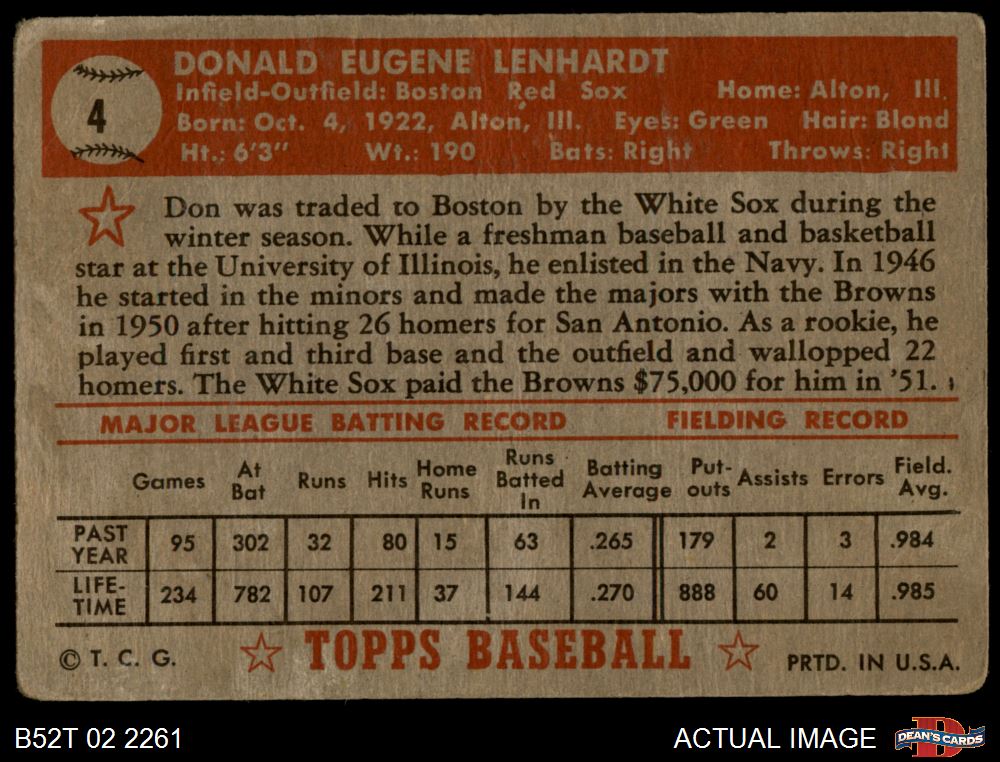 4
DONALD EUGENE LENHARDT
Infield-Outfield: Boston Red Sox Home: Alton, Ill.
Born: Oct. 4, 1922, Alton, Ill. Eyes: Green Hair: Blond
Ht.: 6'3" Wt.: 190 Bats: Right Throws: Right
Don was traded to Boston by the White Sox during the
winter season. While a freshman baseball and basketball
star at the University of Illinois, he enlisted in the Navy. In 1946
he started in the minors and made the majors with the Browns
in 1950 after hitting 26 homers for San Antonio. As a rookie, he
played first and third base and the outfield and wallopped 22
homers. The White Sox paid the Browns $75,000 for him in '51.
MAJOR LEAGUE BATTING RECORD FIELDING RECORD
Games At Bat Runs Hits Home Runs Runs Batted In Batting Average Put-outs Assists Errors Field. Avg.
PAST YEAR 95 302 32 80 15 63 .265 179 2 3 .984
LIFE-TIME 234 782 107 211 37 144 .270 888 60 14 .985
© T. C. G. TOPPS BASEBALL PRTD. IN U.S.A.
B52T 02 2261 ACTUAL IMAGE DEAN'S CARDS